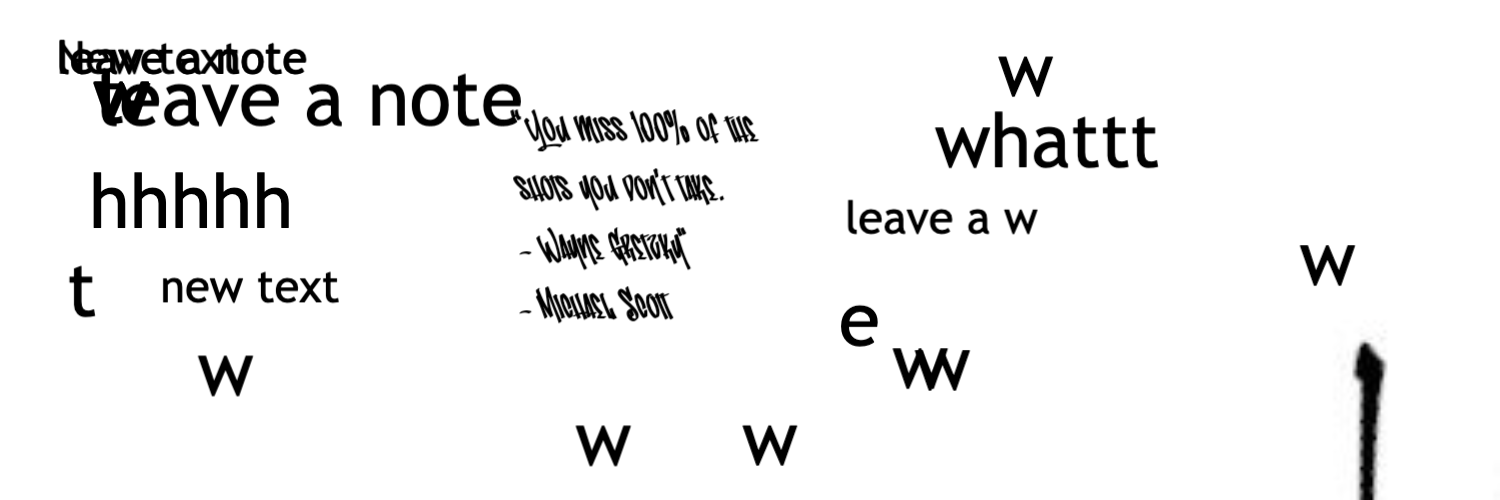 leave a note
New text
w
leave a note
w
t
"You miss 100% of the
shots you don't take.
- Wayne Gretzky"
- Michael Scott
whattt
hhhhh
leave a w
w
t
new text
e
w
w
w
w
w